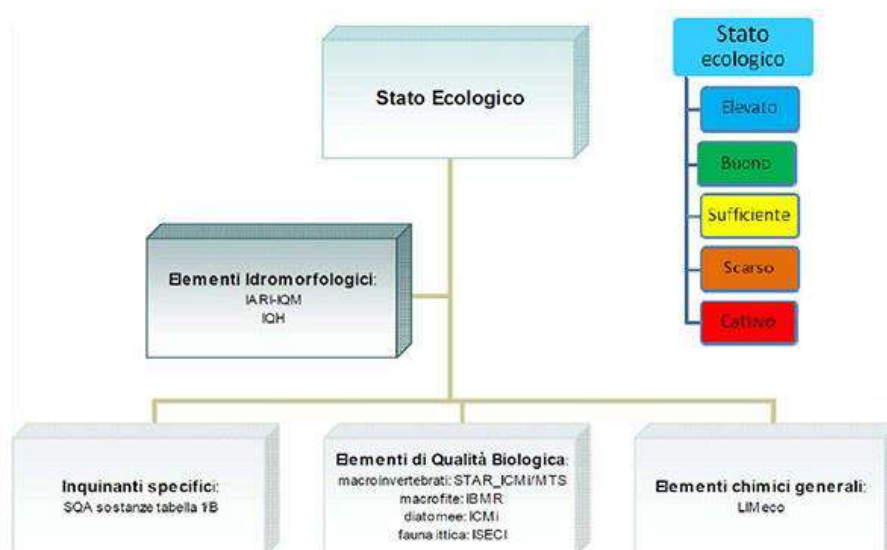 Stato Ecologico
Stato
ecologico
Elevato
Buono
Sufficiente
Scarso
Cattivo
Elementi Idromorfologici:
IARI-IQM
IQH
Inquinanti specifici:
SQA sostanze tabella 1/B
Elementi di Qualità Biologica:
macroinvertebrati: STAR_ICMi/MTS
macrofite: IBMR
diatomee: ICMi
fauna ittica: ISECI
Elementi chimici generali:
LIMeco